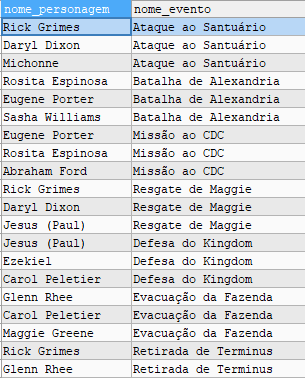 nome_personagem nome_evento
Rick Grimes Ataque ao Santuário
Daryl Dixon Ataque ao Santuário
Michonne Ataque ao Santuário
Rosita Espinosa Batalha de Alexandria
Eugene Porter Batalha de Alexandria
Sasha Williams Batalha de Alexandria
Eugene Porter Missão ao CDC
Rosita Espinosa Missão ao CDC
Abraham Ford Missão ao CDC
Rick Grimes Resgate de Maggie
Daryl Dixon Resgate de Maggie
Jesus (Paul) Resgate de Maggie
Jesus (Paul) Defesa do Kingdom
Ezekiel Defesa do Kingdom
Carol Peletier Defesa do Kingdom
Glenn Rhee Evacuação da Fazenda
Carol Peletier Evacuação da Fazenda
Maggie Greene Evacuação da Fazenda
Rick Grimes Retirada de Terminus
Glenn Rhee Retirada de Terminus